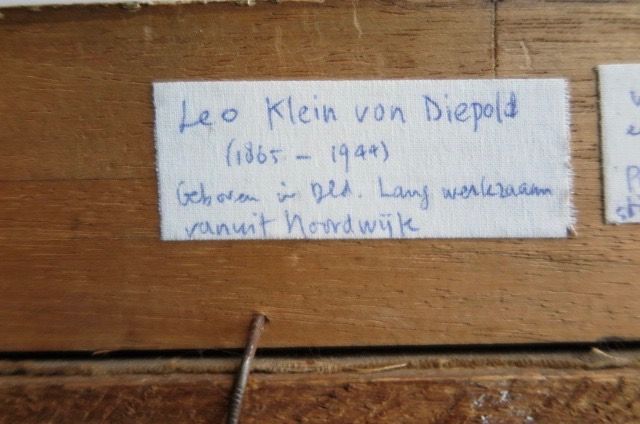 Leo Klein von Diepold
(1865 - 1944)
Geboren in Dld. Lang werkzaam
vanuit Noordwijk